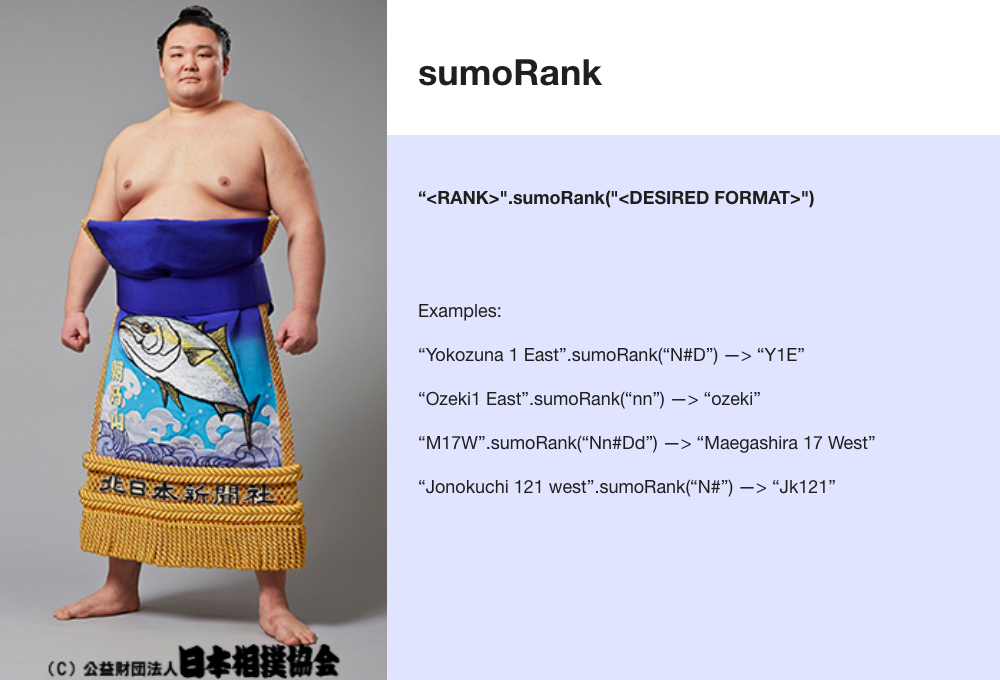 sumoRank
“<RANK>".sumoRank("<DESIRED FORMAT>")
Examples:
“Yokozuna 1 East”.sumoRank(“N#D”) —> “Y1E”
“Ozeki1 East”.sumoRank(“nn”) —> “ozeki”
“M17W”.sumoRank(“Nn#Dd”) —> “Maegashira 17 West”
“Jonokuchi 121 west”.sumoRank(“N#”) —> “Jk121”
朝乃山
北日本新聞社
（C）公益財団法人日本相撲協会